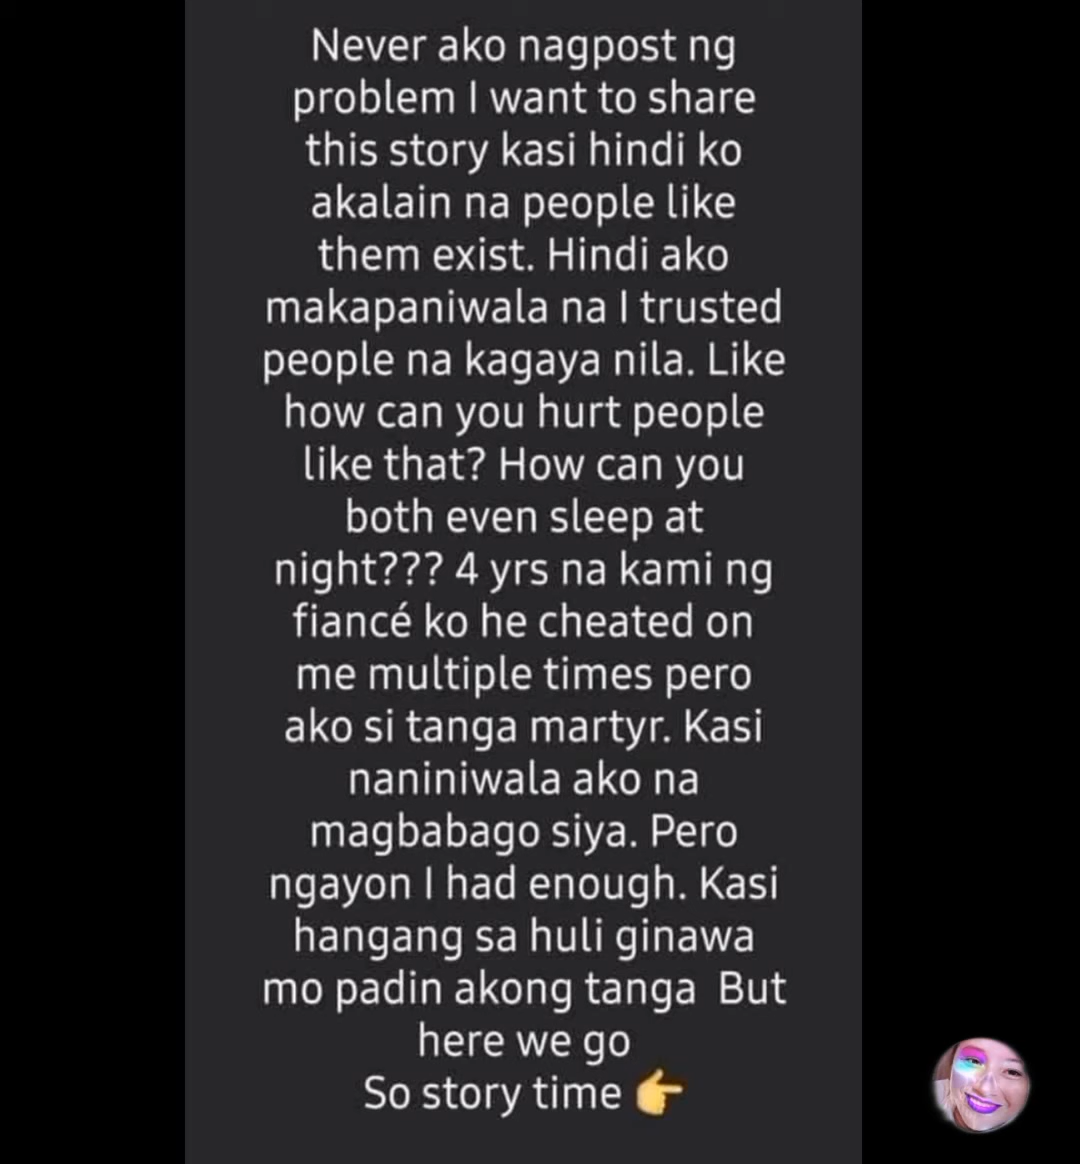 Never ako nagpost ng
problem I want to share
this story kasi hindi ko
akalain na people like
them exist. Hindi ako
makapaniwala na I trusted
people na kagaya nila. Like
how can you hurt people
like that? How can you
both even sleep at
night??? 4 yrs na kami ng
fiancé ko he cheated on
me multiple times pero
ako si tanga martyr. Kasi
naniniwala ako na
magbabago siya. Pero
ngayon I had enough. Kasi
hangang sa huli ginawa
mo padin akong tanga  But
here we go
So story time 👉